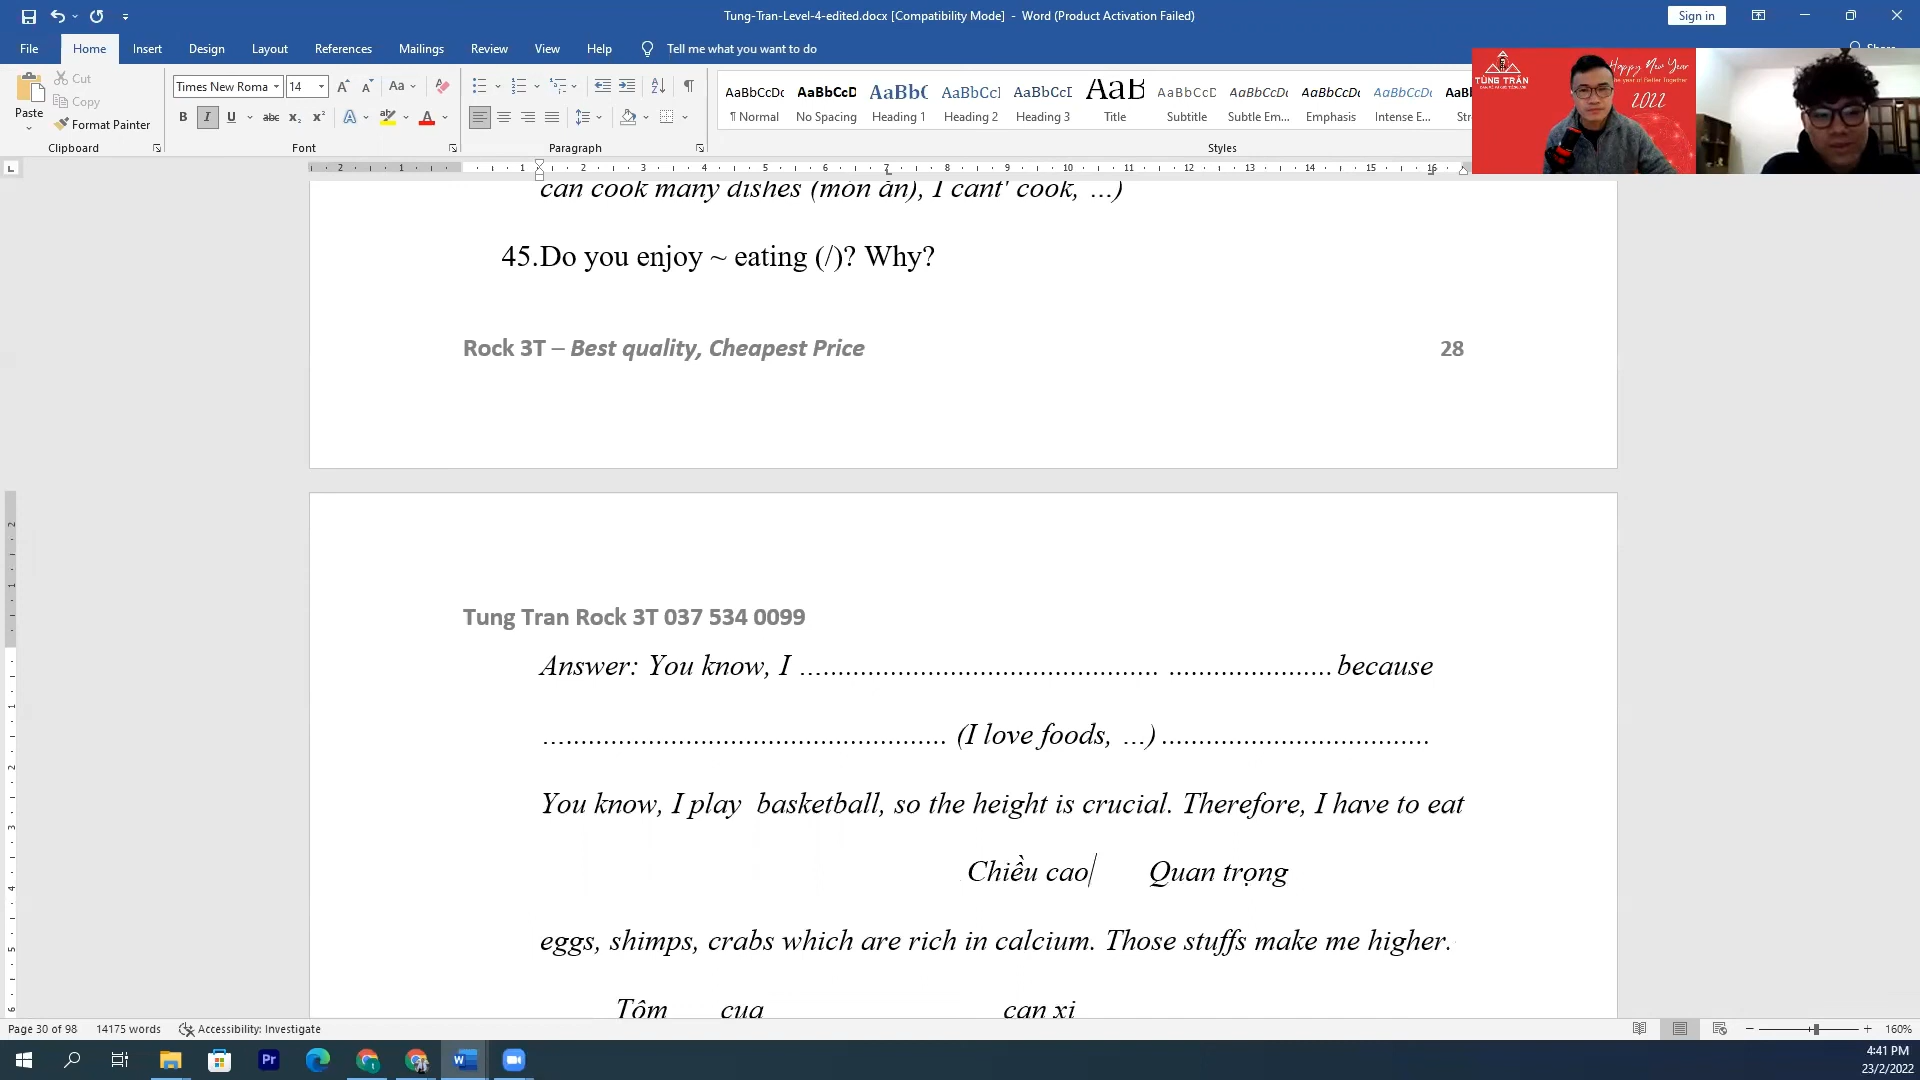 Tung-Tran-Level-4-edited.docx [Compatibility Mode] - Word (Product Activation Failed)
Sign in
File Home Insert Design Layout References Mailings Review View Help Tell me what you want to do
Paste
Cut
Copy
Format Painter
Times New Roma 14
Clipboard Font Paragraph Styles
AaBbCcDc AaBbCcD AaBbC AaBbCcl AaBbCcI AaB AaBbCcD AaBbCcDt AaBbCcDt AaBbCcDt
¶ Normal No Spacing Heading 1 Heading 2 Heading 3 Title Subtitle Subtle Em... Emphasis Intense E...
TÙNG TRẦN
Happy New Year
2022
can cook many dishes (món ăn), I cant' cook, …)
45.Do you enjoy ~ eating (/)? Why?
Rock 3T – Best quality, Cheapest Price 28
Tung Tran Rock 3T 037 534 0099
Answer: You know, I …........................................... ......................because
…................................................ (I love foods, …)....................................
You know, I play basketball, so the height is crucial. Therefore, I have to eat
Chiều cao Quan trọng
eggs, shimps, crabs which are rich in calcium. Those stuffs make me higher.
Tôm cua can xi
Page 30 of 98 14175 words Accessibility: Investigate 160%
4:41 PM
23/2/2022